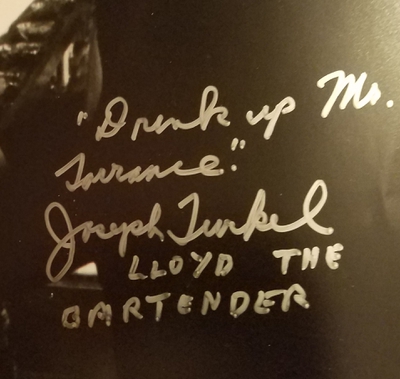 "Drink up Mr.
Torrance."
Joseph Turkel
LLOYD THE
BARTENDER